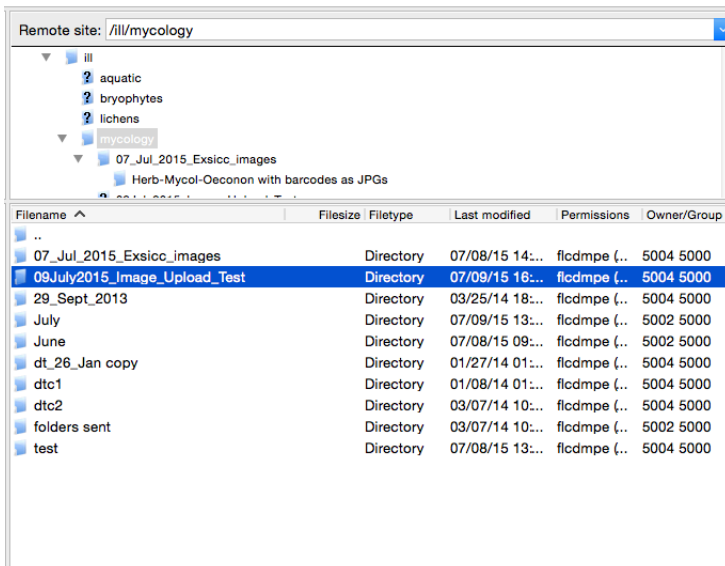 Remote site: /ill/mycology
ill
? aquatic
? bryophytes
? lichens
mycology
07_Jul_2015_Exsicc_images
Herb-Mycol-Oeconon with barcodes as JPGs
Filename Filesize Filetype Last modified Permissions Owner/Group
..
07_Jul_2015_Exsicc_images Directory 07/08/15 14:... flcdmpe (... 5004 5000
09July2015_Image_Upload_Test Directory 07/09/15 16:... flcdmpe (... 5004 5000
29_Sept_2013 Directory 03/25/14 18:... flcdmpe (... 5004 5000
July Directory 07/09/15 13:... flcdmpe (... 5002 5000
June Directory 07/08/15 09:... flcdmpe (... 5002 5000
dt_26_Jan copy Directory 01/27/14 01:... flcdmpe (... 5004 5000
dtc1 Directory 01/08/14 01:... flcdmpe (... 5004 5000
dtc2 Directory 03/07/14 10:... flcdmpe (... 5004 5000
folders sent Directory 03/07/14 10:... flcdmpe (... 5002 5000
test Directory 07/08/15 13:... flcdmpe (... 5004 5000